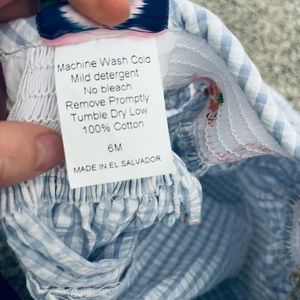 Machine Wash Cold
Mild detergent
No bleach
Remove Promptly
Tumble Dry Low
100% Cotton
6M
MADE IN EL SALVADOR